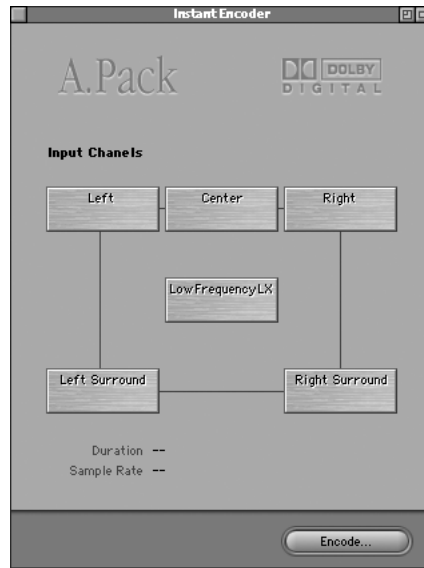 Instant Encoder
A.Pack
DOLBY
DIGITAL
Input Chanels
Left
Center
Right
LowFrequencyLX
Left Surround
Right Surround
Duration --
Sample Rate --
Encode...